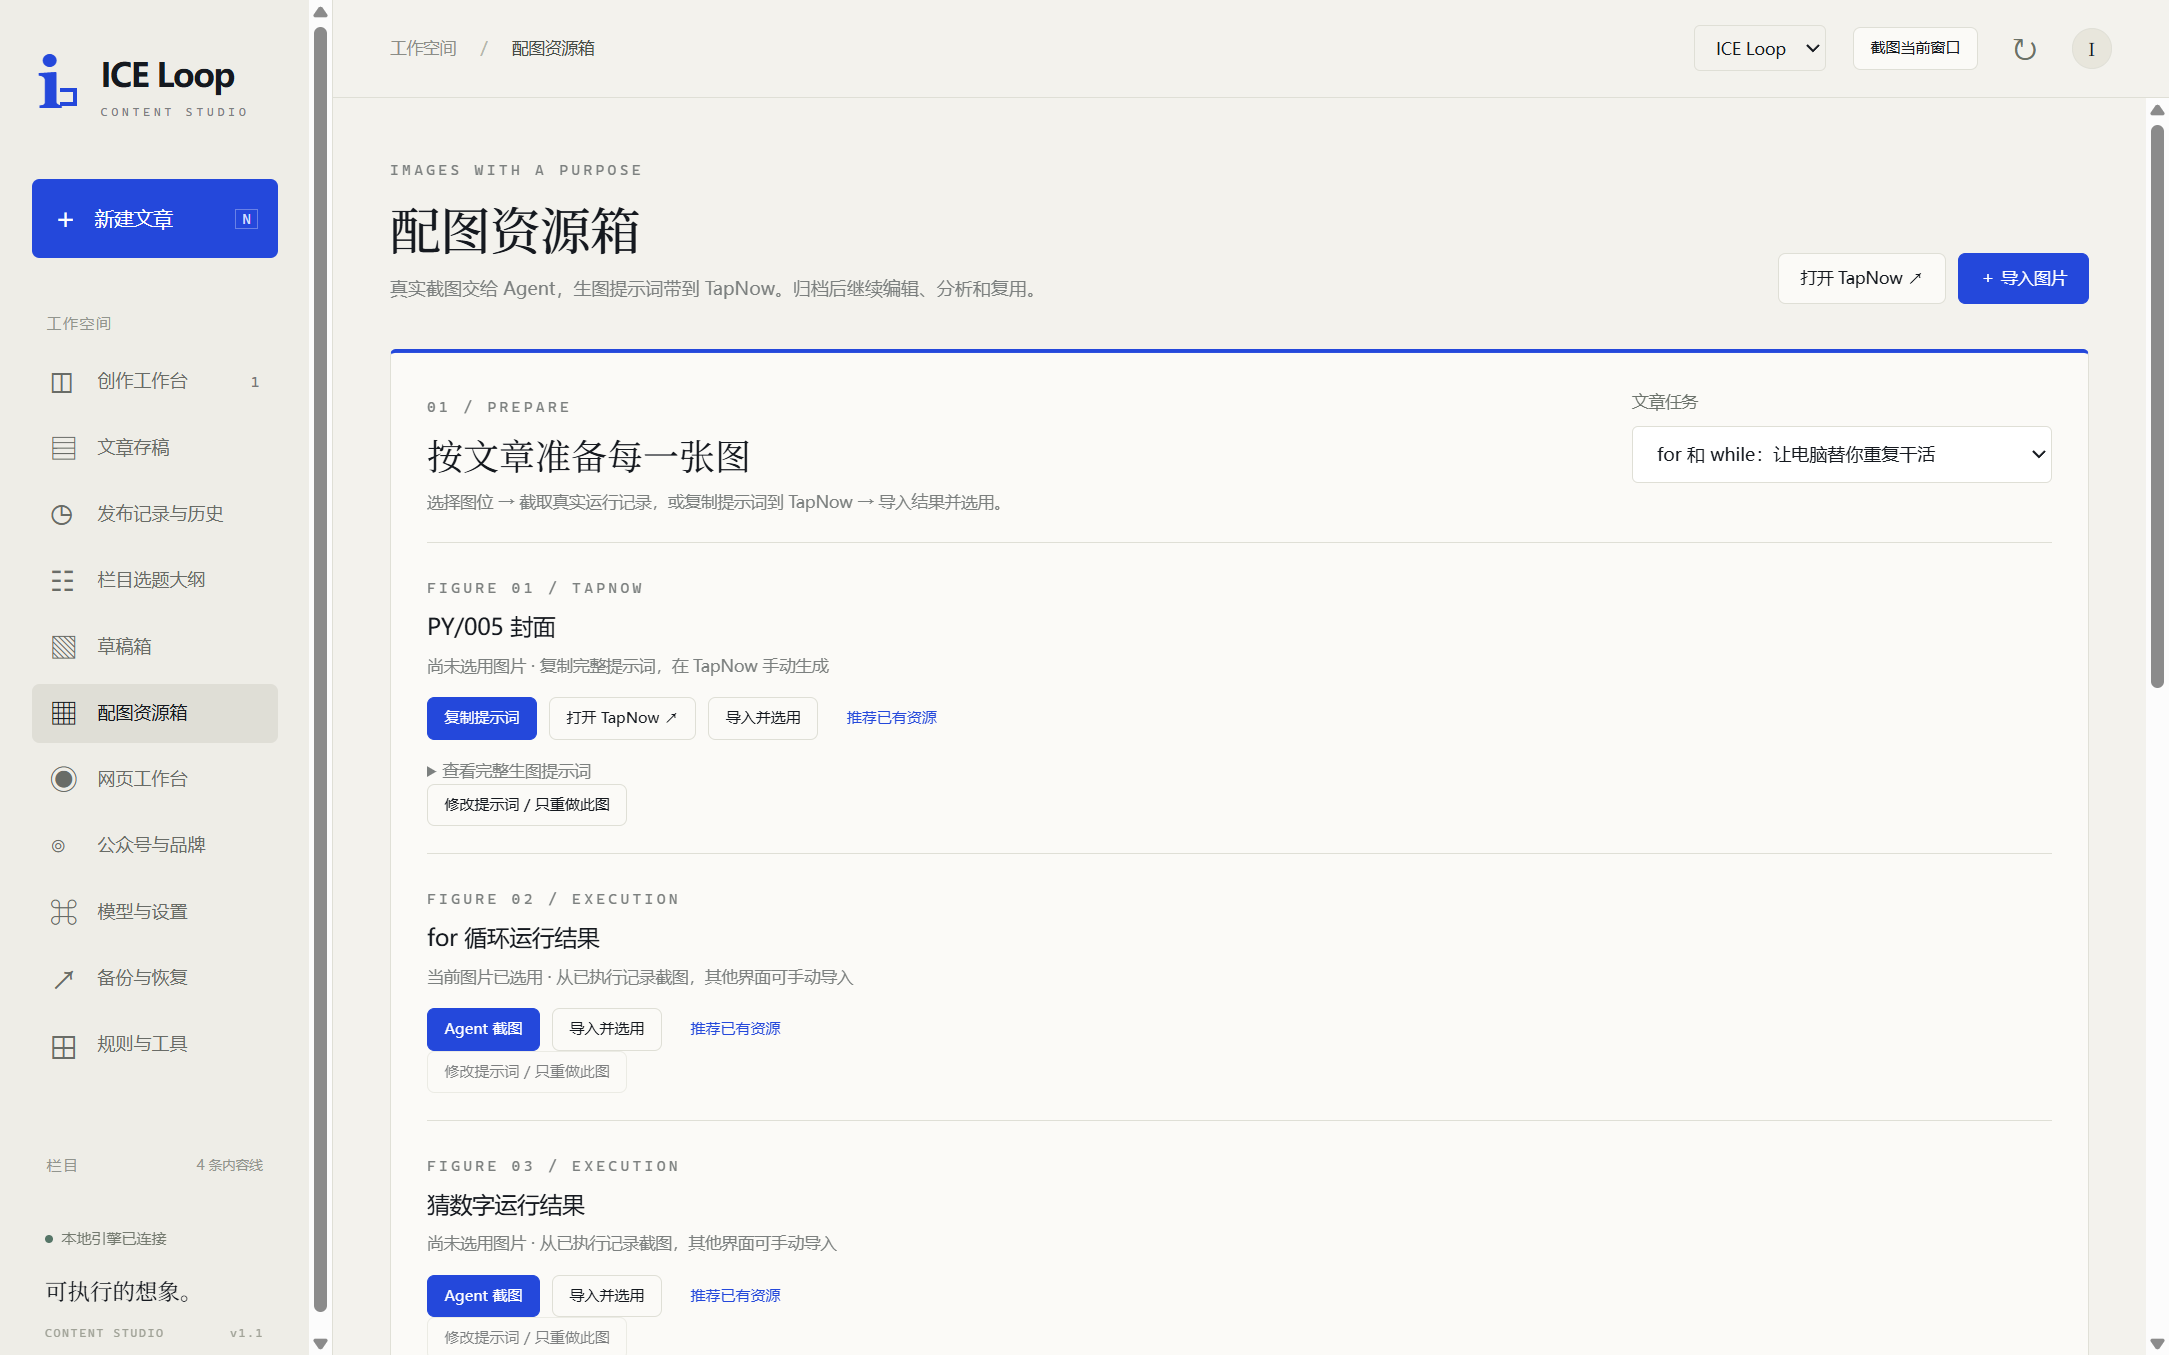 ICE Loop
CONTENT STUDIO
+ 新建文章 N
工作空间
创作工作台 1
文章存稿
发布记录与历史
栏目选题大纲
草稿箱
配图资源箱
网页工作台
公众号与品牌
模型与设置
备份与恢复
规则与工具
栏目 4 条内容线
本地引擎已连接
可执行的想象。
CONTENT STUDIO v1.1
工作空间 / 配图资源箱
ICE Loop
截图当前窗口
I
IMAGES WITH A PURPOSE
配图资源箱
真实截图交给 Agent，生图提示词带到 TapNow。归档后继续编辑、分析和复用。
打开 TapNow ↗
+ 导入图片
01 / PREPARE
按文章准备每一张图
选择图位 → 截取真实运行记录，或复制提示词到 TapNow → 导入结果并选用。
文章任务
for 和 while：让电脑替你重复干活
FIGURE 01 / TAPNOW
PY/005 封面
尚未选用图片 · 复制完整提示词，在 TapNow 手动生成
复制提示词 打开 TapNow ↗ 导入并选用 推荐已有资源
▶ 查看完整生图提示词
修改提示词 / 只重做此图
FIGURE 02 / EXECUTION
for 循环运行结果
当前图片已选用 · 从已执行记录截图，其他界面可手动导入
Agent 截图 导入并选用 推荐已有资源
修改提示词 / 只重做此图
FIGURE 03 / EXECUTION
猜数字运行结果
尚未选用图片 · 从已执行记录截图，其他界面可手动导入
Agent 截图 导入并选用 推荐已有资源
修改提示词 / 只重做此图